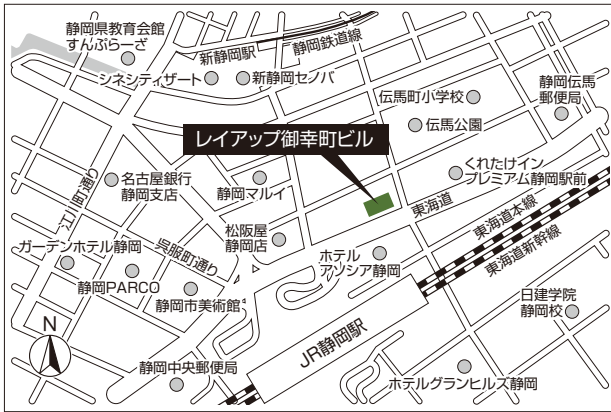 静岡県教育会館
すんぷらーざ
新静岡駅
静岡鉄道線
シネシティザート
新静岡セノバ
伝馬町小学校
静岡伝馬
郵便局
伝馬公園
レイアップ御幸町ビル
江川町通り
名古屋銀行
静岡支店
静岡マルイ
くれたけイン
プレミアム静岡駅前
東海道
松阪屋
静岡店
呉服町通り
東海道本線
東海道新幹線
ガーデンホテル静岡
静岡PARCO
静岡市美術館
ホテル
アソシア静岡
日建学院
静岡校
N
JR静岡駅
静岡中央郵便局
ホテルグランヒルズ静岡